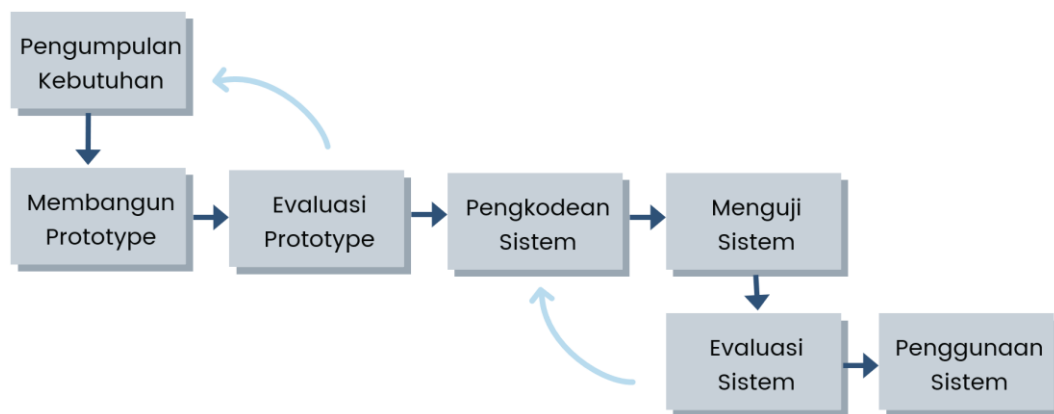 Pengumpulan
Kebutuhan
Membangun
Prototype
Evaluasi
Prototype
Pengkodean
Sistem
Menguji
Sistem
Evaluasi
Sistem
Penggunaan
Sistem